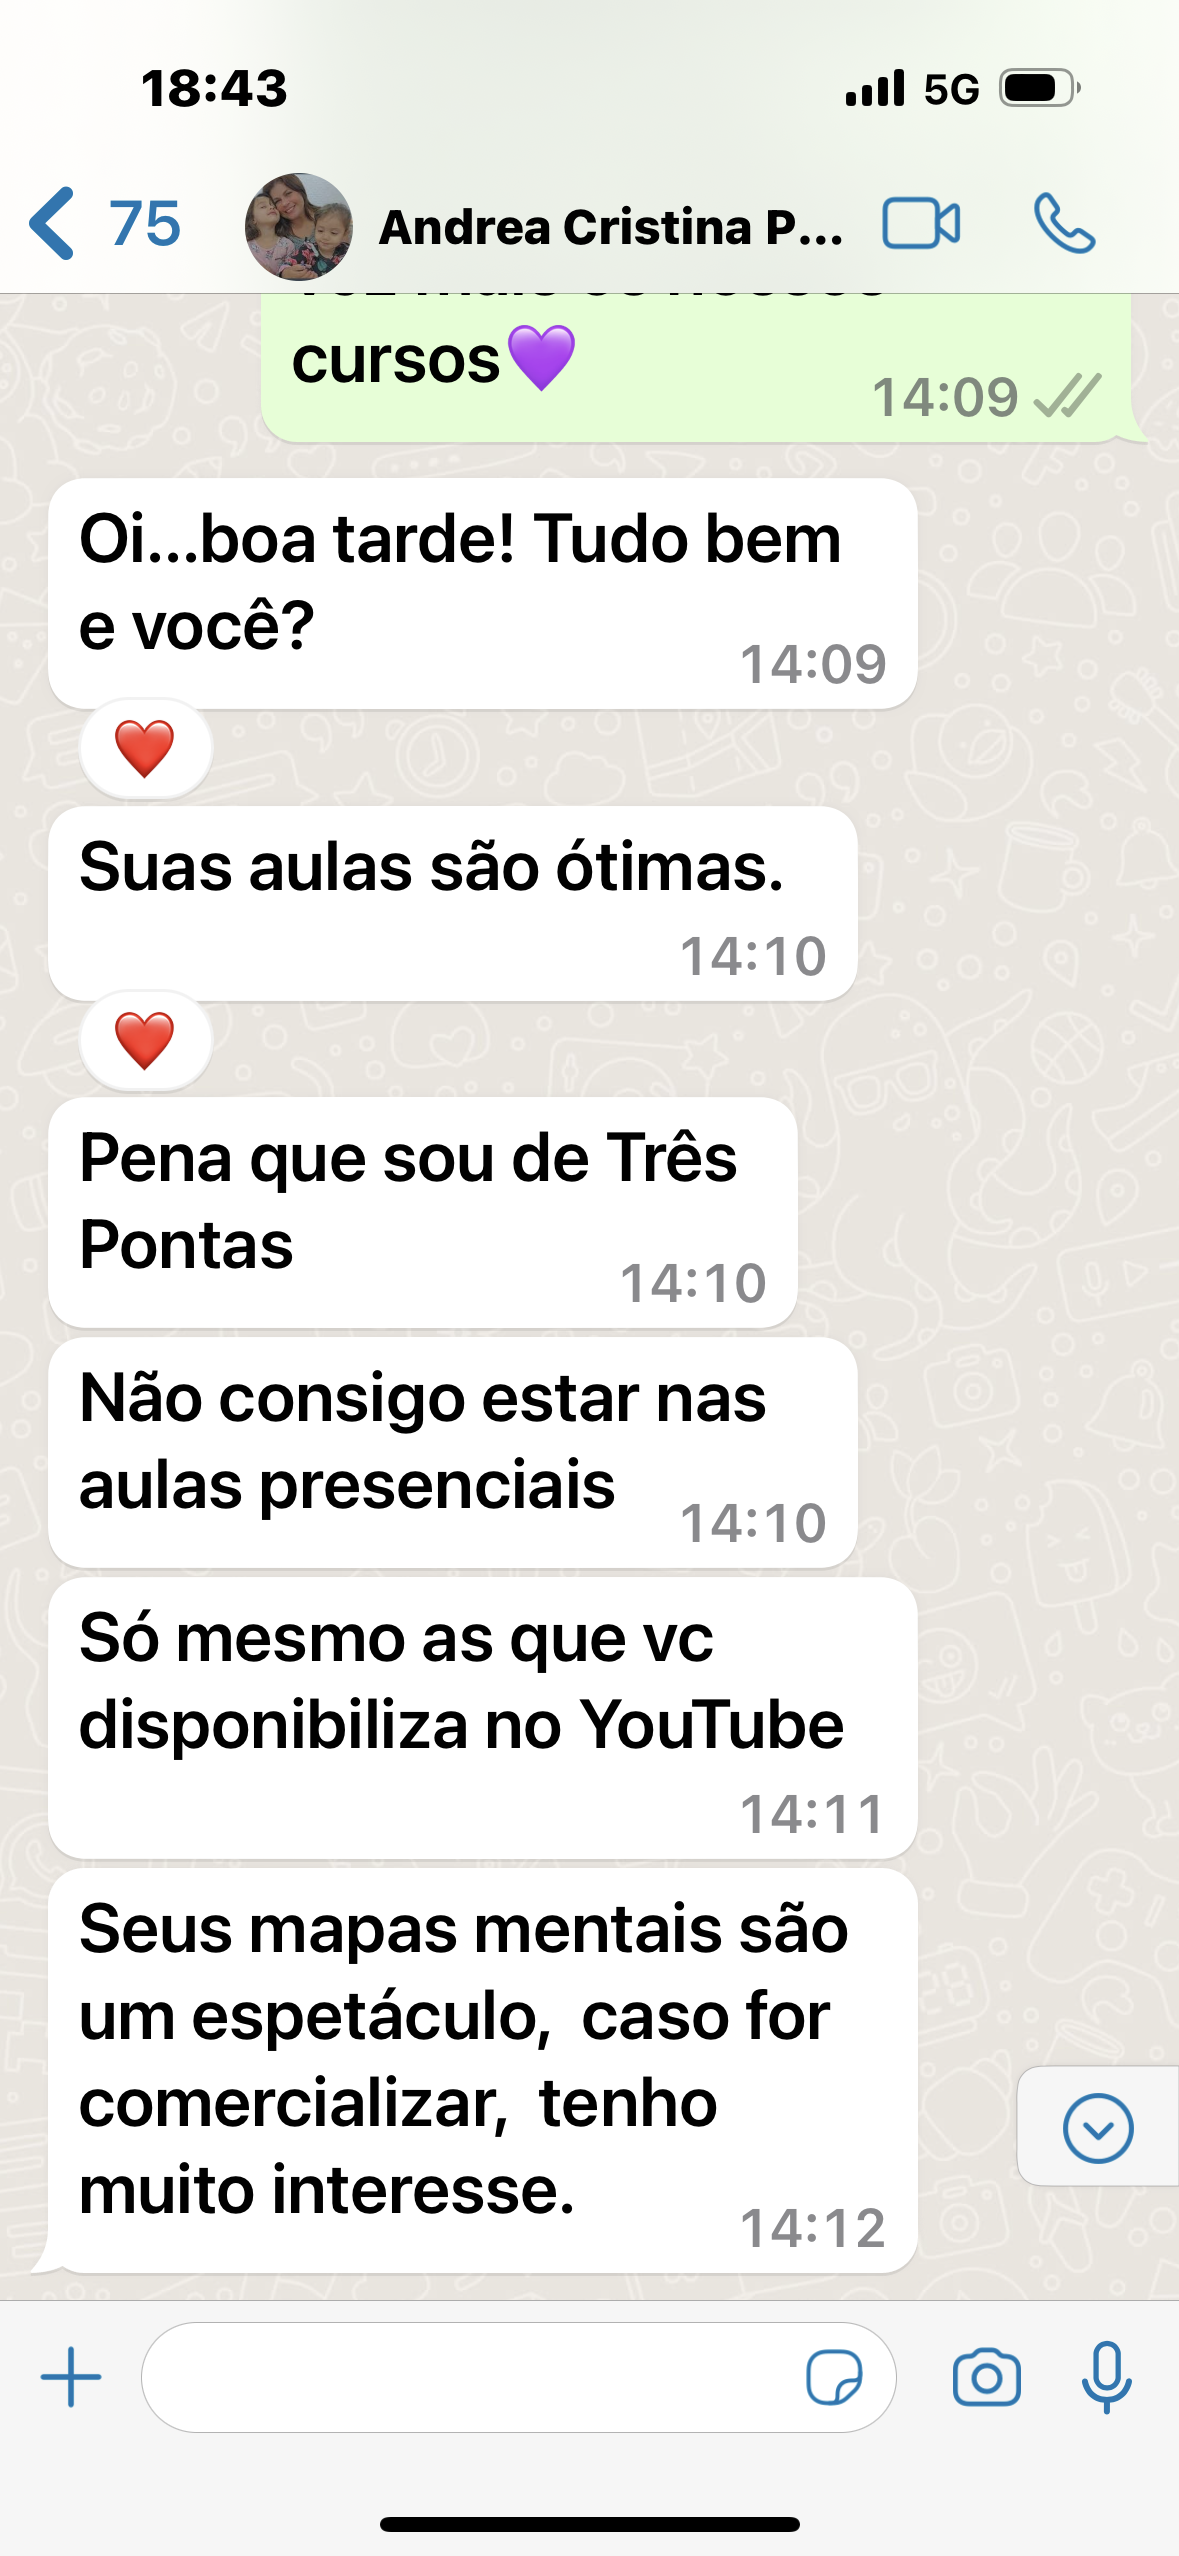 18:43
5G
75
Andrea Cristina P...
cursos💜
14:09
Oi...boa tarde! Tudo bem
e você?
14:09
❤️
Suas aulas são ótimas.
14:10
❤️
Pena que sou de Três
Pontas
14:10
Não consigo estar nas
aulas presenciais
14:10
Só mesmo as que vc
disponibiliza no YouTube
14:11
Seus mapas mentais são
um espetáculo,  caso for
comercializar,  tenho
muito interesse.
14:12